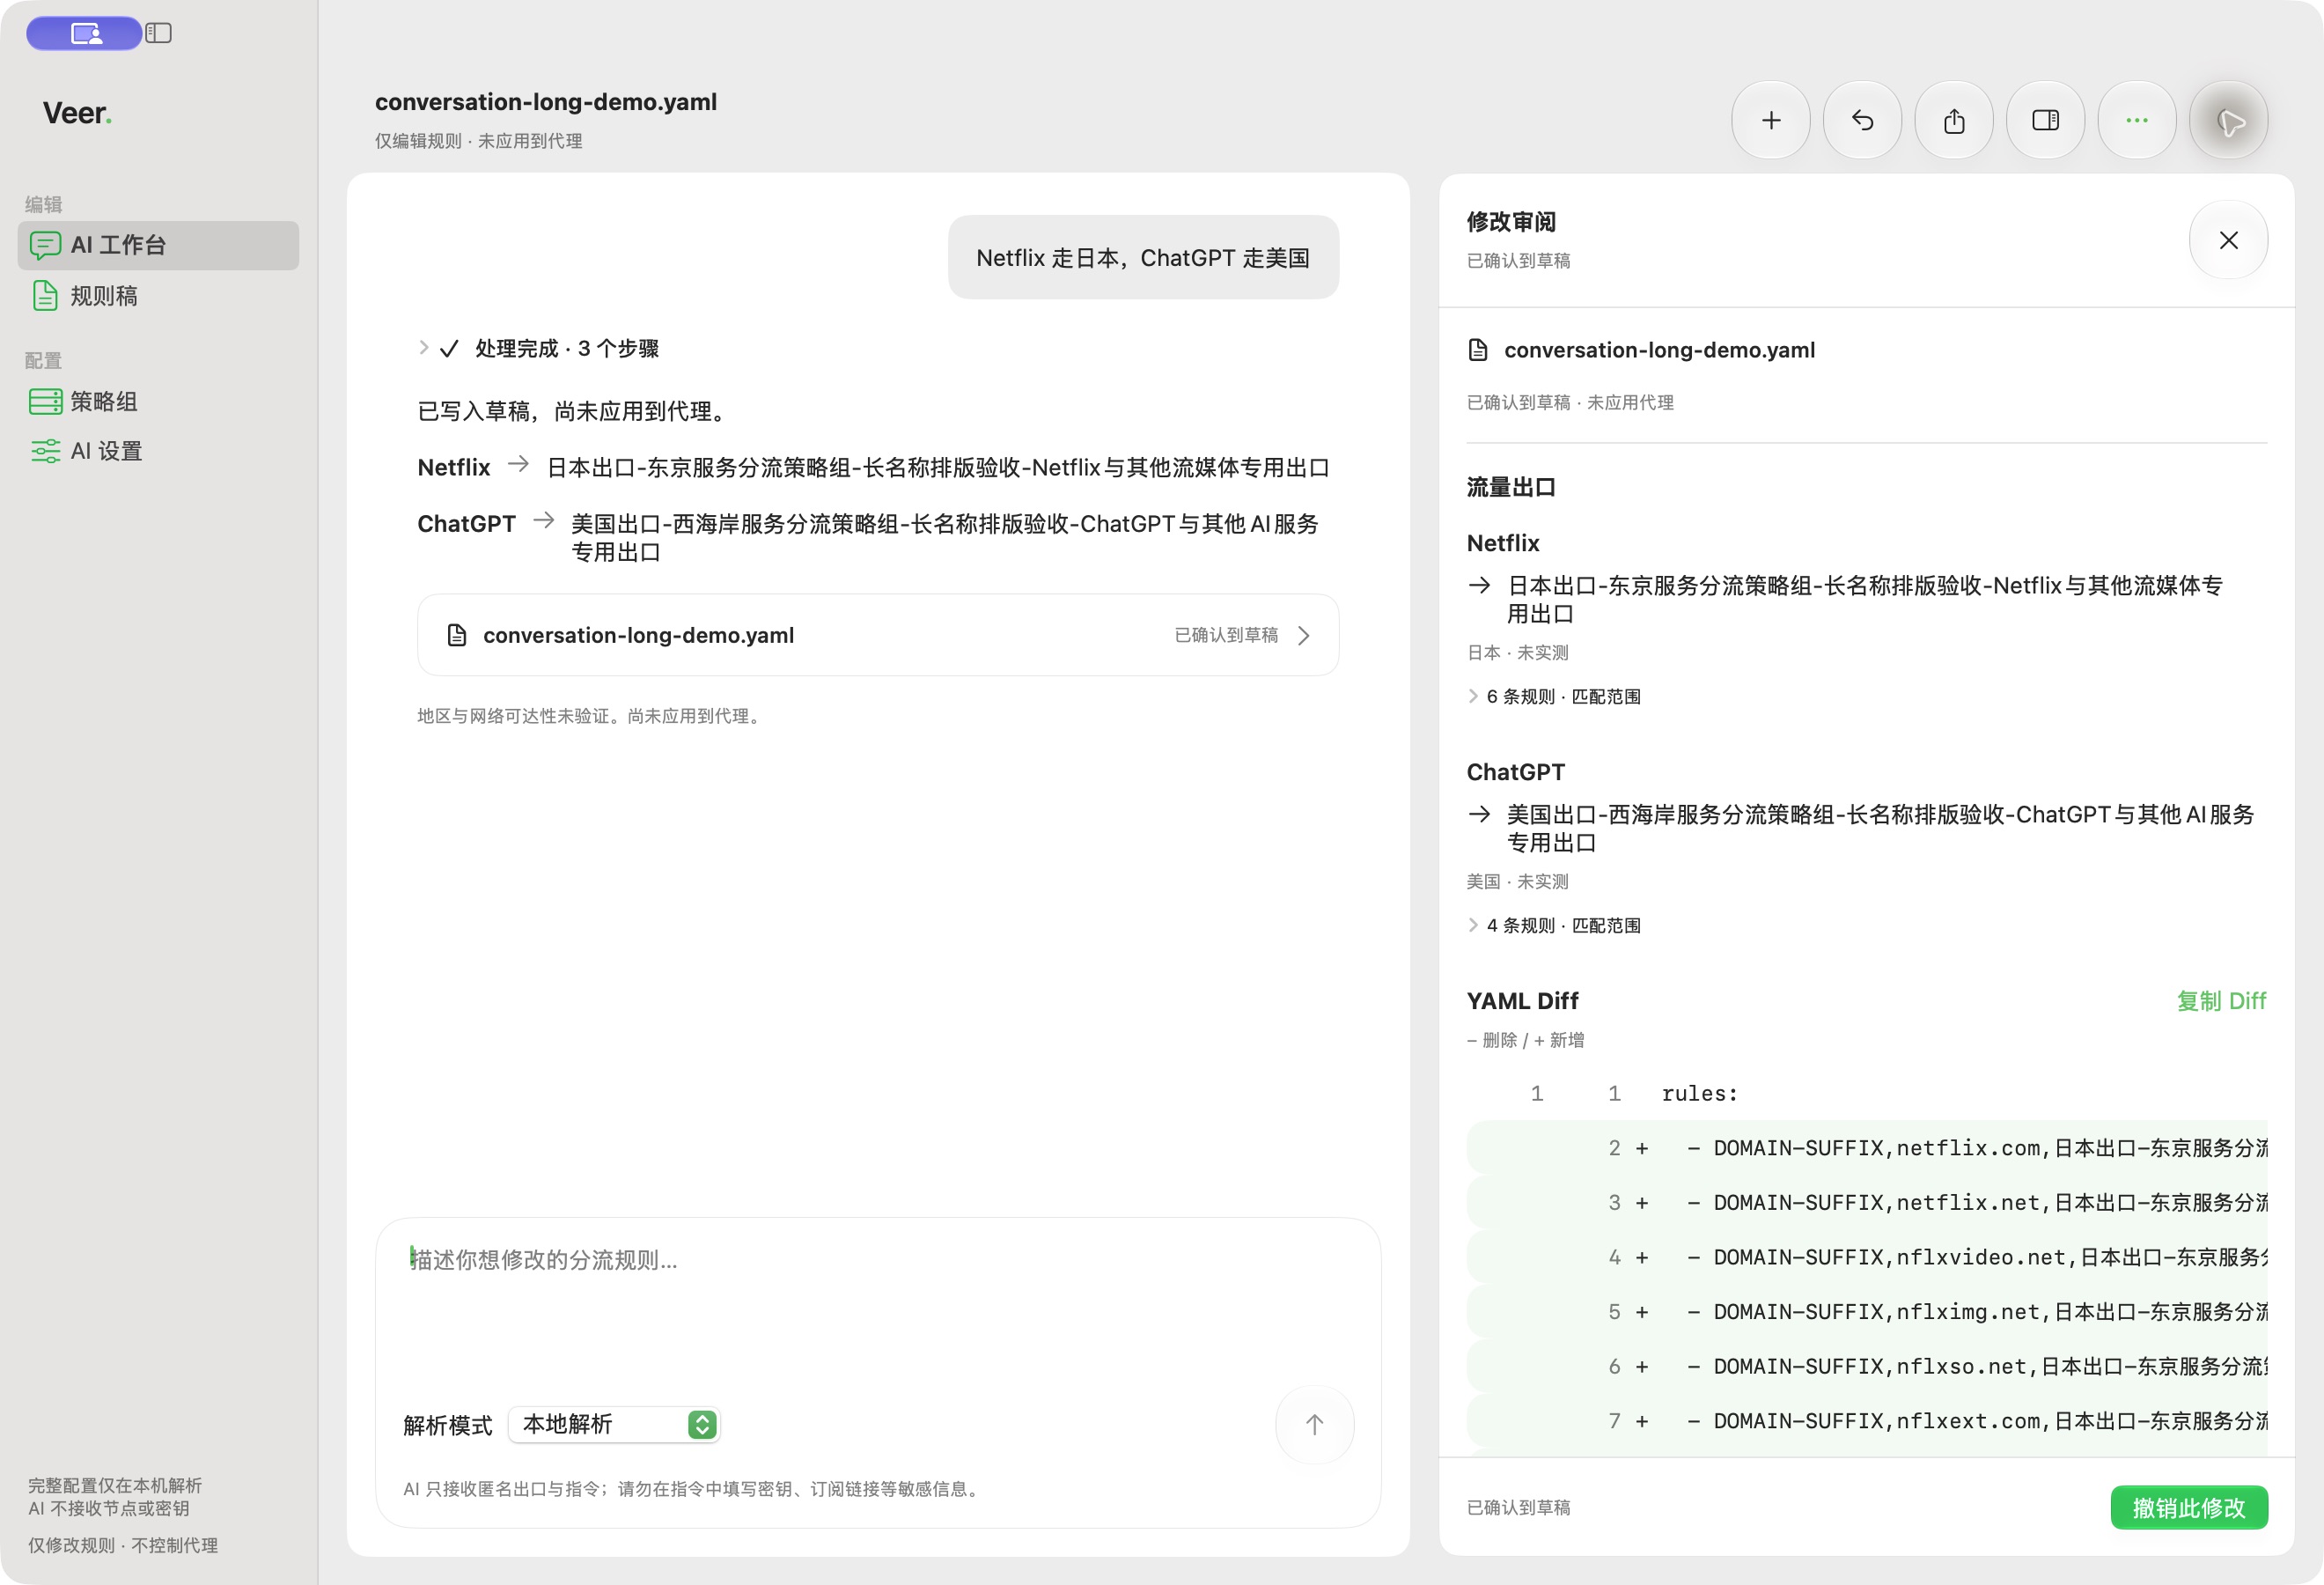 Veer.
编辑
AI 工作台
规则稿
配置
策略组
AI 设置
完整配置仅在本机解析
AI 不接收节点或密钥
仅修改规则 · 不控制代理
conversation-long-demo.yaml
仅编辑规则 · 未应用到代理
Netflix 走日本，ChatGPT 走美国
处理完成 · 3 个步骤
已写入草稿，尚未应用到代理。
Netflix → 日本出口-东京服务分流策略组-长名称排版验收-Netflix与其他流媒体专用出口
ChatGPT → 美国出口-西海岸服务分流策略组-长名称排版验收-ChatGPT与其他AI服务
专用出口
conversation-long-demo.yaml 已确认到草稿
地区与网络可达性未验证。尚未应用到代理。
描述你想修改的分流规则...
解析模式 本地解析
AI 只接收匿名出口与指令；请勿在指令中填写密钥、订阅链接等敏感信息。
修改审阅
已确认到草稿
conversation-long-demo.yaml
已确认到草稿 · 未应用代理
流量出口
Netflix
→ 日本出口-东京服务分流策略组-长名称排版验收-Netflix与其他流媒体专
用出口
日本 · 未实测
6 条规则 · 匹配范围
ChatGPT
→ 美国出口-西海岸服务分流策略组-长名称排版验收-ChatGPT与其他AI服务
专用出口
美国 · 未实测
4 条规则 · 匹配范围
YAML Diff 复制 Diff
− 删除 / + 新增
1 1 rules:
2 + - DOMAIN-SUFFIX,netflix.com,日本出口-东京服务分
3 + - DOMAIN-SUFFIX,netflix.net,日本出口-东京服务分
4 + - DOMAIN-SUFFIX,nflxvideo.net,日本出口-东京服务
5 + - DOMAIN-SUFFIX,nflximg.net,日本出口-东京服务分
6 + - DOMAIN-SUFFIX,nflxso.net,日本出口-东京服务分流
7 + - DOMAIN-SUFFIX,nflxext.com,日本出口-东京服务分
已确认到草稿
撤销此修改